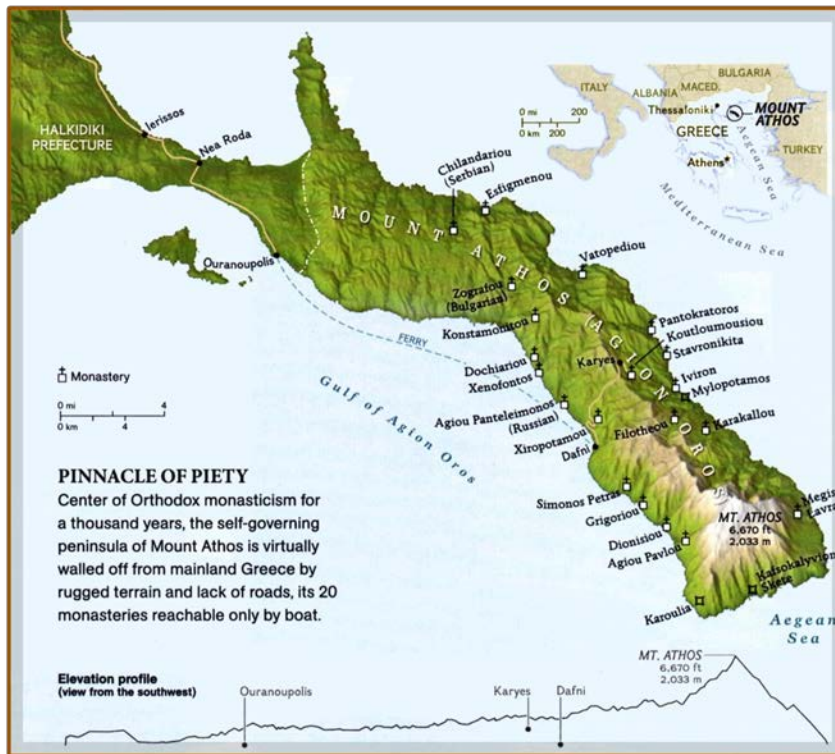 ITALY
ALBANIA
MACED.
BULGARIA
Thessaloniki
MOUNT
ATHOS
GREECE
TURKEY
Athens
Aegean Sea
Mediterranean Sea
0 mi 200
0 km 200
HALKIDIKI
PREFECTURE
Ierissos
Nea Roda
Ouranoupolis
Chilandariou
(Serbian)
Esfigmenou
MOUNT ATHOS (AGION OROS)
Vatopediou
Zografou
(Bulgarian)
Konstamonitou
Pantokratoros
Koutloumousiou
Stavronikita
Karyes
FERRY
Dochiariou
Xenofontos
Iviron
Mylopotamos
Gulf of Agion Oros
Agiou Panteleimonos
(Russian)
Xiropotamou
Filotheou
Karakallou
Dafni
Monastery
0 mi 4
0 km 4
Simonos Petras
Grigoriou
Dionisiou
Agiou Pavlou
MT. ATHOS
6,670 ft
2,033 m
Karoulia
Kafsokalyvion
Skete
Aegean
Sea
PINNACLE OF PIETY
Center of Orthodox monasticism for
a thousand years, the self-governing
peninsula of Mount Athos is virtually
walled off from mainland Greece by
rugged terrain and lack of roads, its 20
monasteries reachable only by boat.
Elevation profile
(view from the southwest)
Ouranoupolis
Karyes
Dafni
MT. ATHOS
6,670 ft
2,033 m